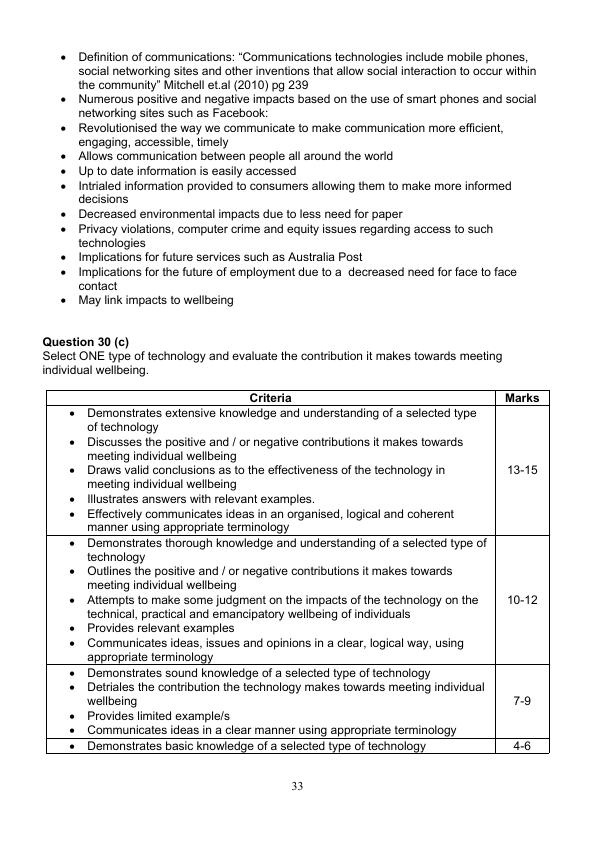 • Definition of communications: “Communications technologies include mobile phones,
social networking sites and other inventions that allow social interaction to occur within
the community” Mitchell et.al (2010) pg 239
• Numerous positive and negative impacts based on the use of smart phones and social
networking sites such as Facebook:
• Revolutionised the way we communicate to make communication more efficient,
engaging, accessible, timely
• Allows communication between people all around the world
• Up to date information is easily accessed
• Intrialed information provided to consumers allowing them to make more informed
decisions
• Decreased environmental impacts due to less need for paper
• Privacy violations, computer crime and equity issues regarding access to such
technologies
• Implications for future services such as Australia Post
• Implications for the future of employment due to a  decreased need for face to face
contact
• May link impacts to wellbeing
Question 30 (c)
Select ONE type of technology and evaluate the contribution it makes towards meeting
individual wellbeing.
Criteria Marks
• Demonstrates extensive knowledge and understanding of a selected type
of technology
• Discusses the positive and / or negative contributions it makes towards
meeting individual wellbeing
• Draws valid conclusions as to the effectiveness of the technology in
meeting individual wellbeing
• Illustrates answers with relevant examples.
• Effectively communicates ideas in an organised, logical and coherent
manner using appropriate terminology
13-15
• Demonstrates thorough knowledge and understanding of a selected type of
technology
• Outlines the positive and / or negative contributions it makes towards
meeting individual wellbeing
• Attempts to make some judgment on the impacts of the technology on the
technical, practical and emancipatory wellbeing of individuals
• Provides relevant examples
• Communicates ideas, issues and opinions in a clear, logical way, using
appropriate terminology
10-12
• Demonstrates sound knowledge of a selected type of technology
• Detriales the contribution the technology makes towards meeting individual
wellbeing
• Provides limited example/s
• Communicates ideas in a clear manner using appropriate terminology
7-9
• Demonstrates basic knowledge of a selected type of technology 4-6
33